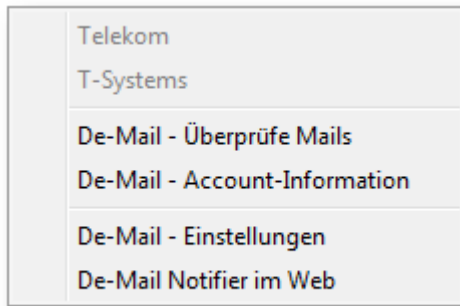 Telekom
T-Systems
De-Mail - Überprüfe Mails
De-Mail - Account-Information
De-Mail - Einstellungen
De-Mail Notifier im Web